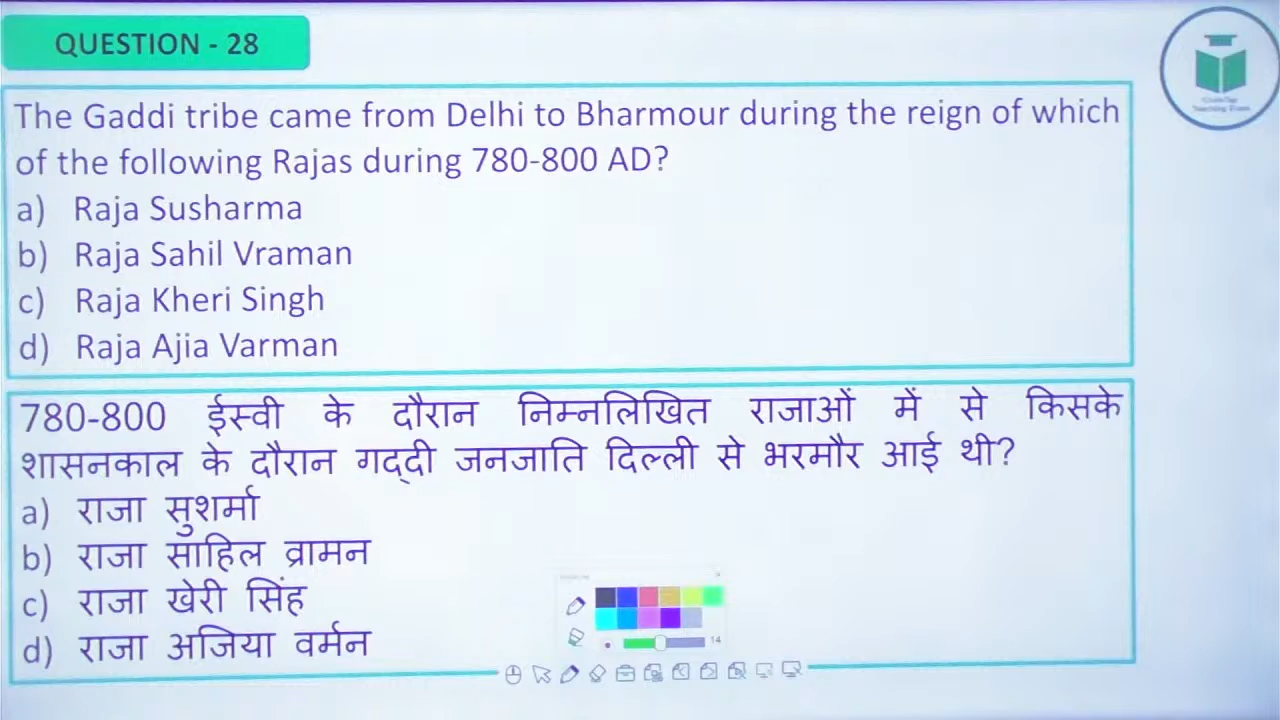 QUESTION - 28
The Gaddi tribe came from Delhi to Bharmour during the reign of which
of the following Rajas during 780-800 AD?
a) Raja Susharma
b) Raja Sahil Vraman
c) Raja Kheri Singh
d) Raja Ajia Varman
780-800 ईस्वी के दौरान निम्नलिखित राजाओं में से किसके
शासनकाल के दौरान गद्दी जनजाति दिल्ली से भरमौर आई थी?
a) राजा सुशर्मा
b) राजा साहिल व्रामन
c) राजा खेरी सिंह
d) राजा अजिया वर्मन
14